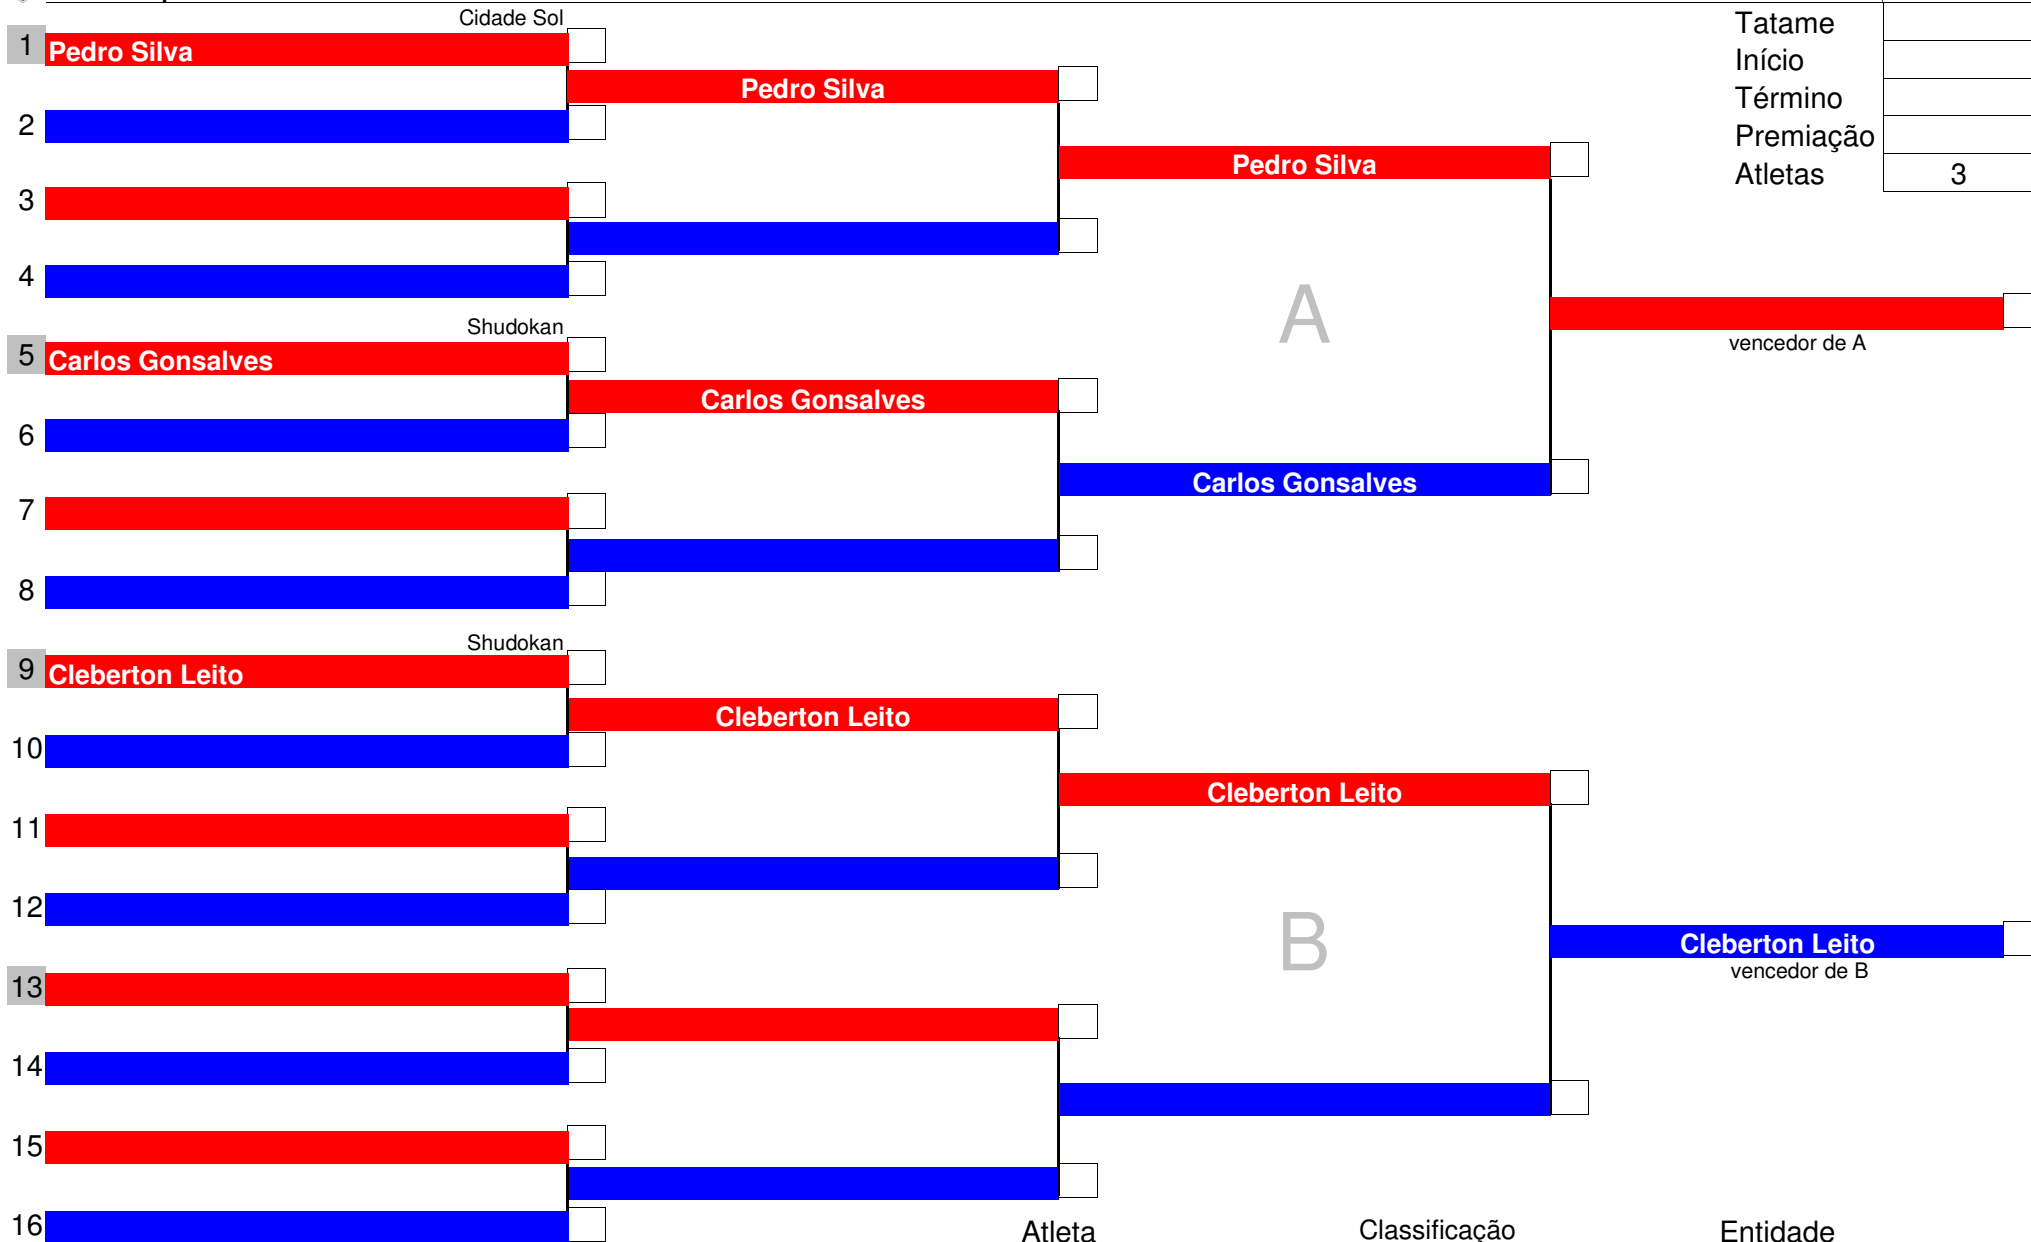 Cidade Sol
Tatame
1 Pedro Silva
Início
Pedro Silva
Término
2
Premiação
Pedro Silva
Atletas 3
3
4
A
Shudokan
vencedor de A
5 Carlos Gonsalves
Carlos Gonsalves
6
Carlos Gonsalves
7
8
Shudokan
9 Cleberton Leito
Cleberton Leito
10
Cleberton Leito
11
12
B
Cleberton Leito
vencedor de B
13
14
15
16
Atleta Classificação Entidade